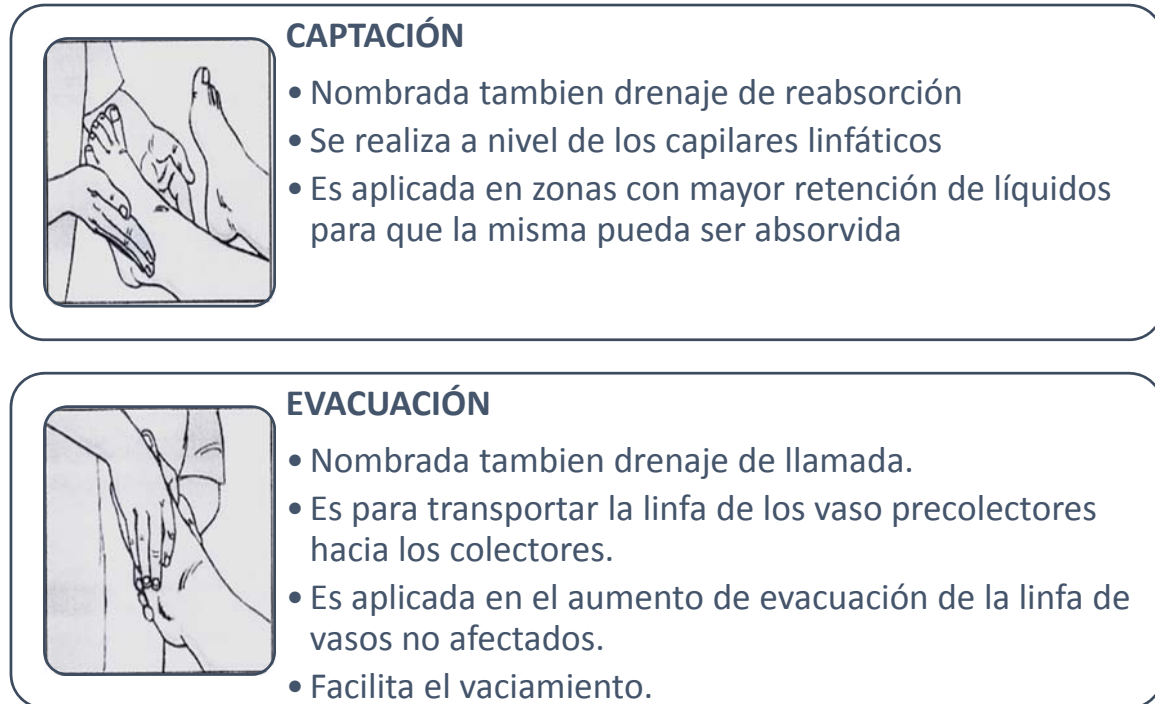 CAPTACIÓN
• Nombrada tambien drenaje de reabsorción
• Se realiza a nivel de los capilares linfáticos
• Es aplicada en zonas con mayor retención de líquidos
para que la misma pueda ser absorvida
EVACUACIÓN
• Nombrada tambien drenaje de llamada.
• Es para transportar la linfa de los vaso precolectores
hacia los colectores.
• Es aplicada en el aumento de evacuación de la linfa de
vasos no afectados.
• Facilita el vaciamiento.